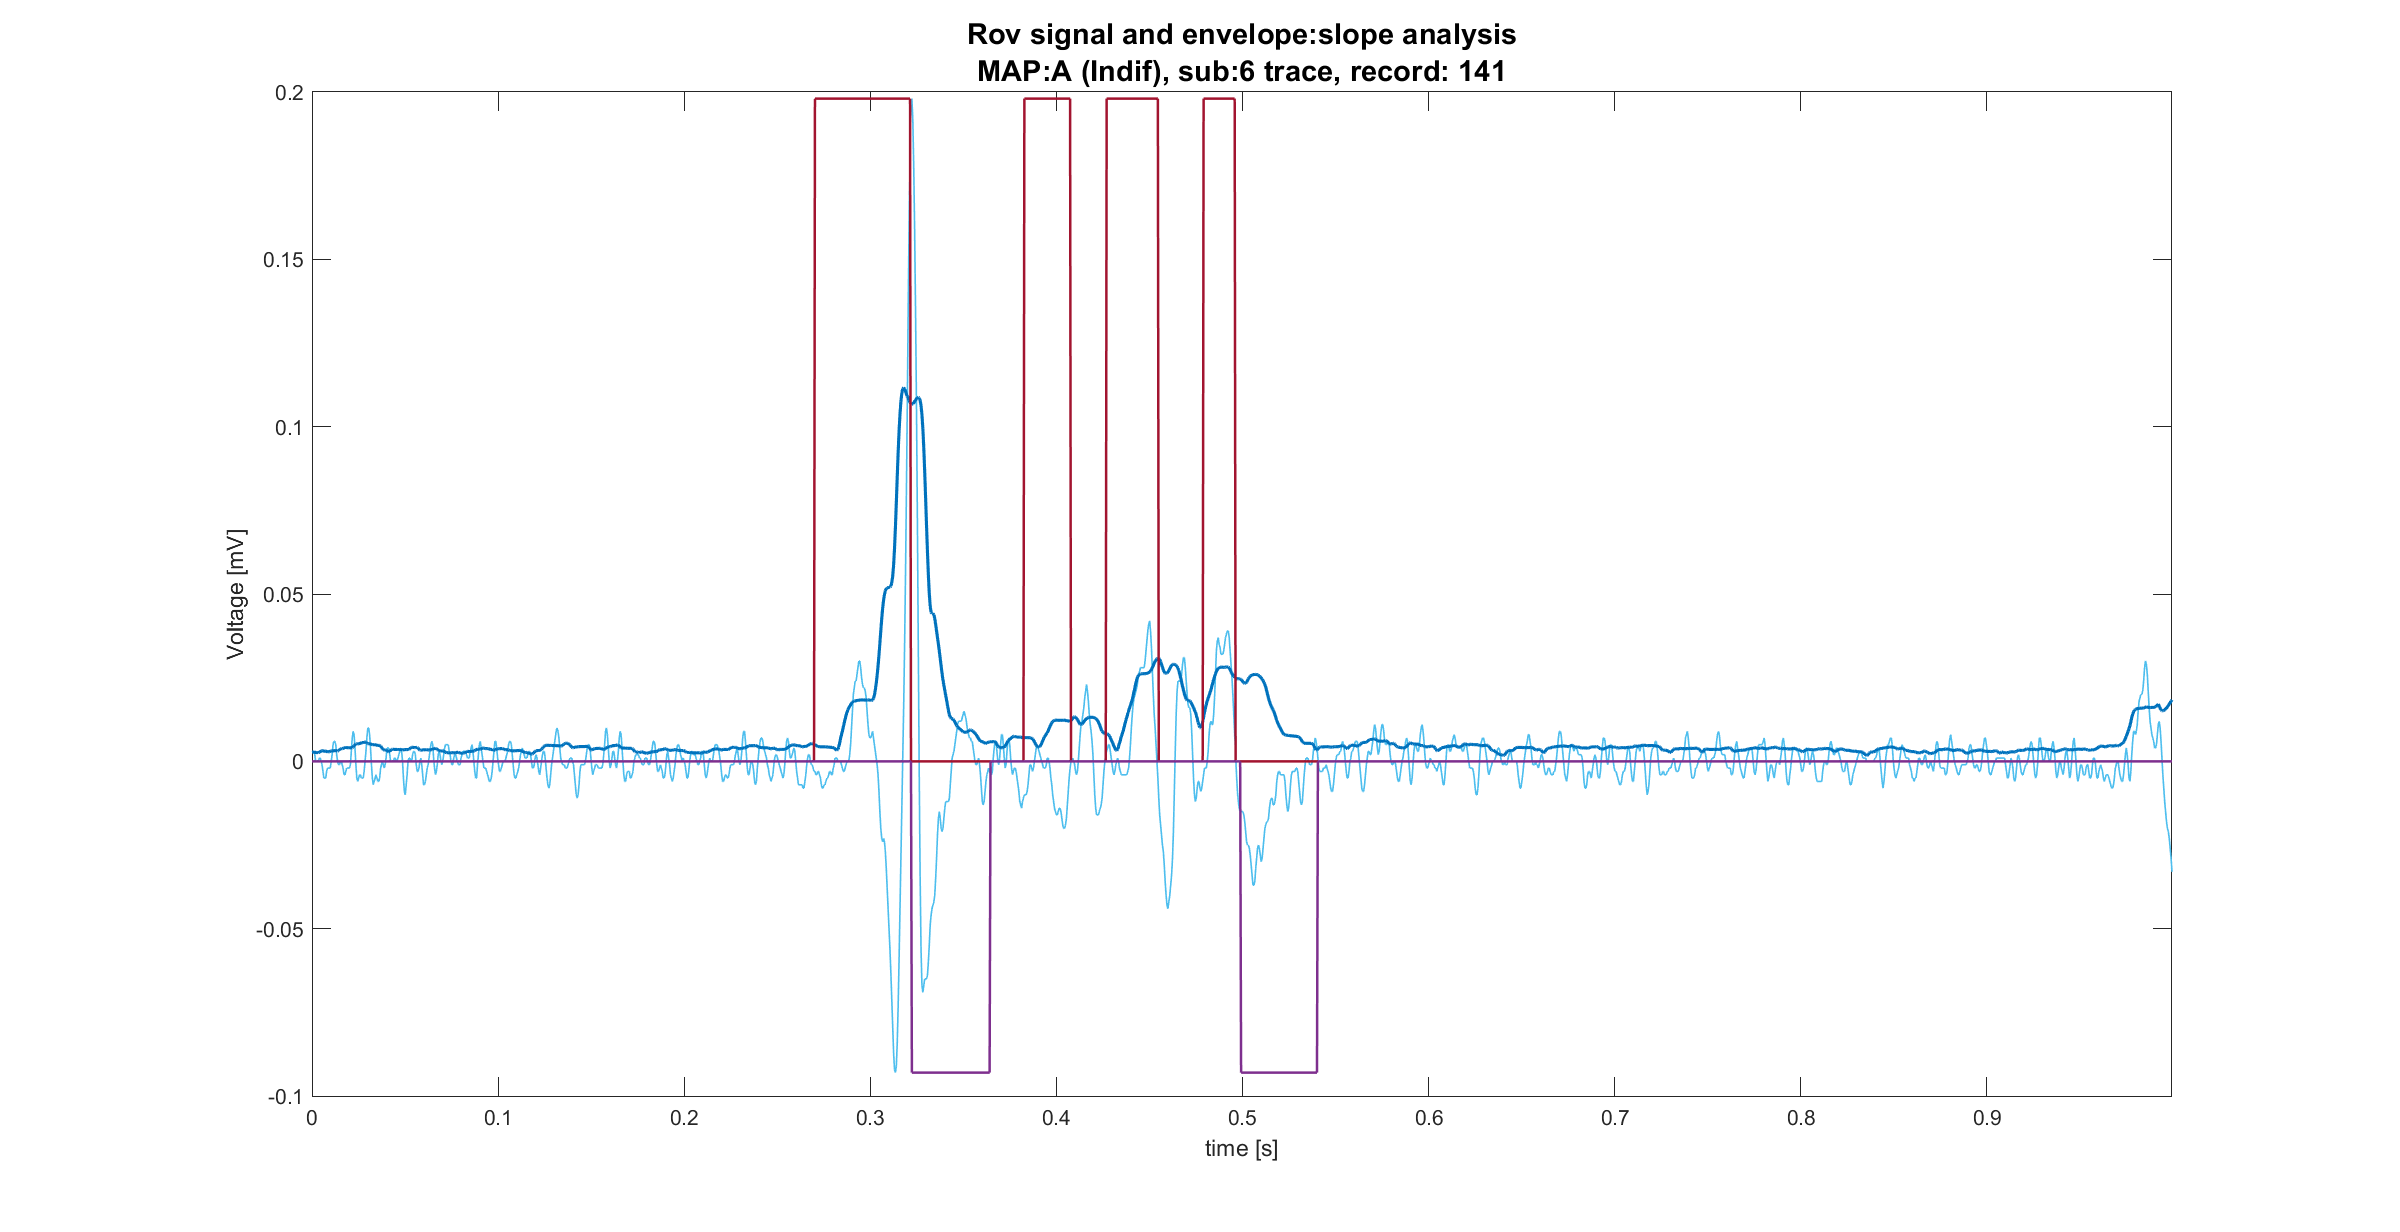 Rov signal and envelope:slope analysis
MAP:A (Indif), sub:6 trace, record: 141
0.2
0.15
0.1
0.05
0
-0.05
-0.1
Voltage [mV]
0 0.1 0.2 0.3 0.4 0.5 0.6 0.7 0.8 0.9
time [s]